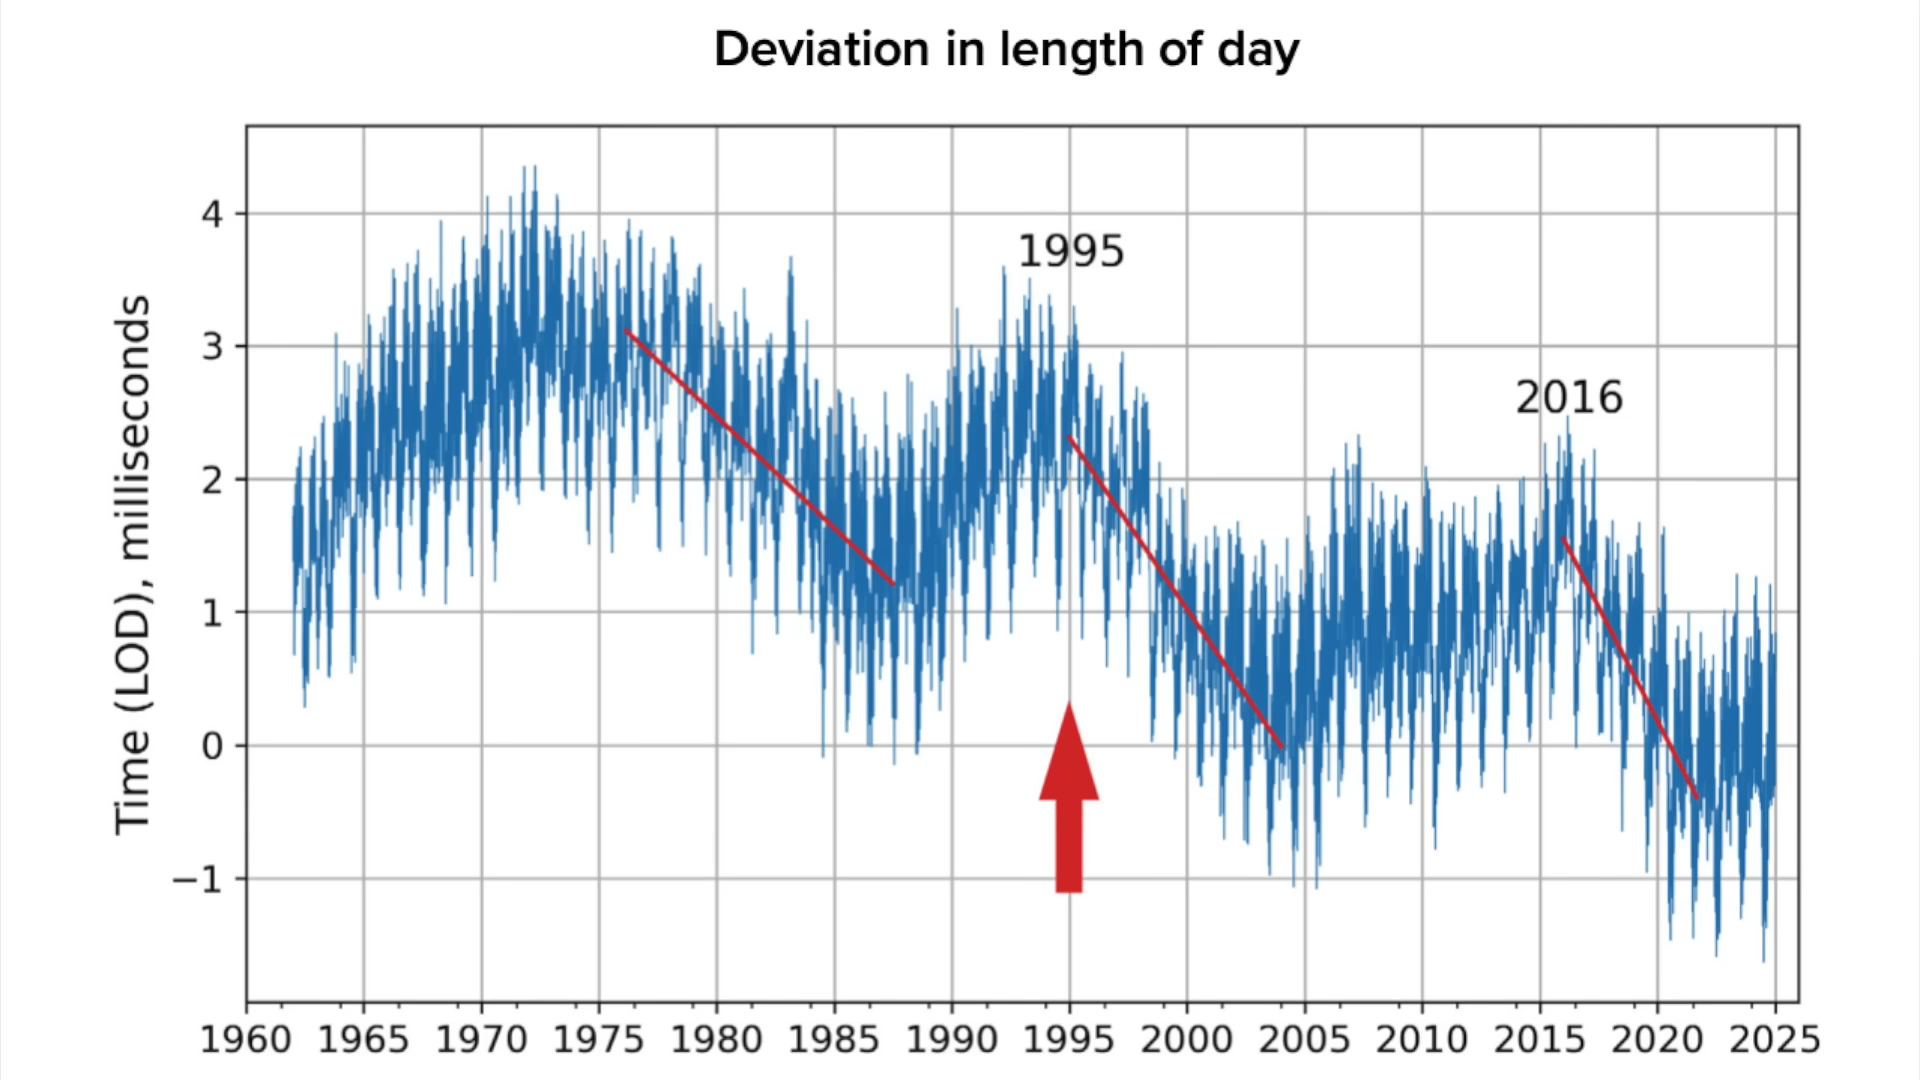 Deviation in length of day
Time (LOD), milliseconds
4
3
2
1
0
−1
1995
2016
1960 1965 1970 1975 1980 1985 1990 1995 2000 2005 2010 2015 2020 2025